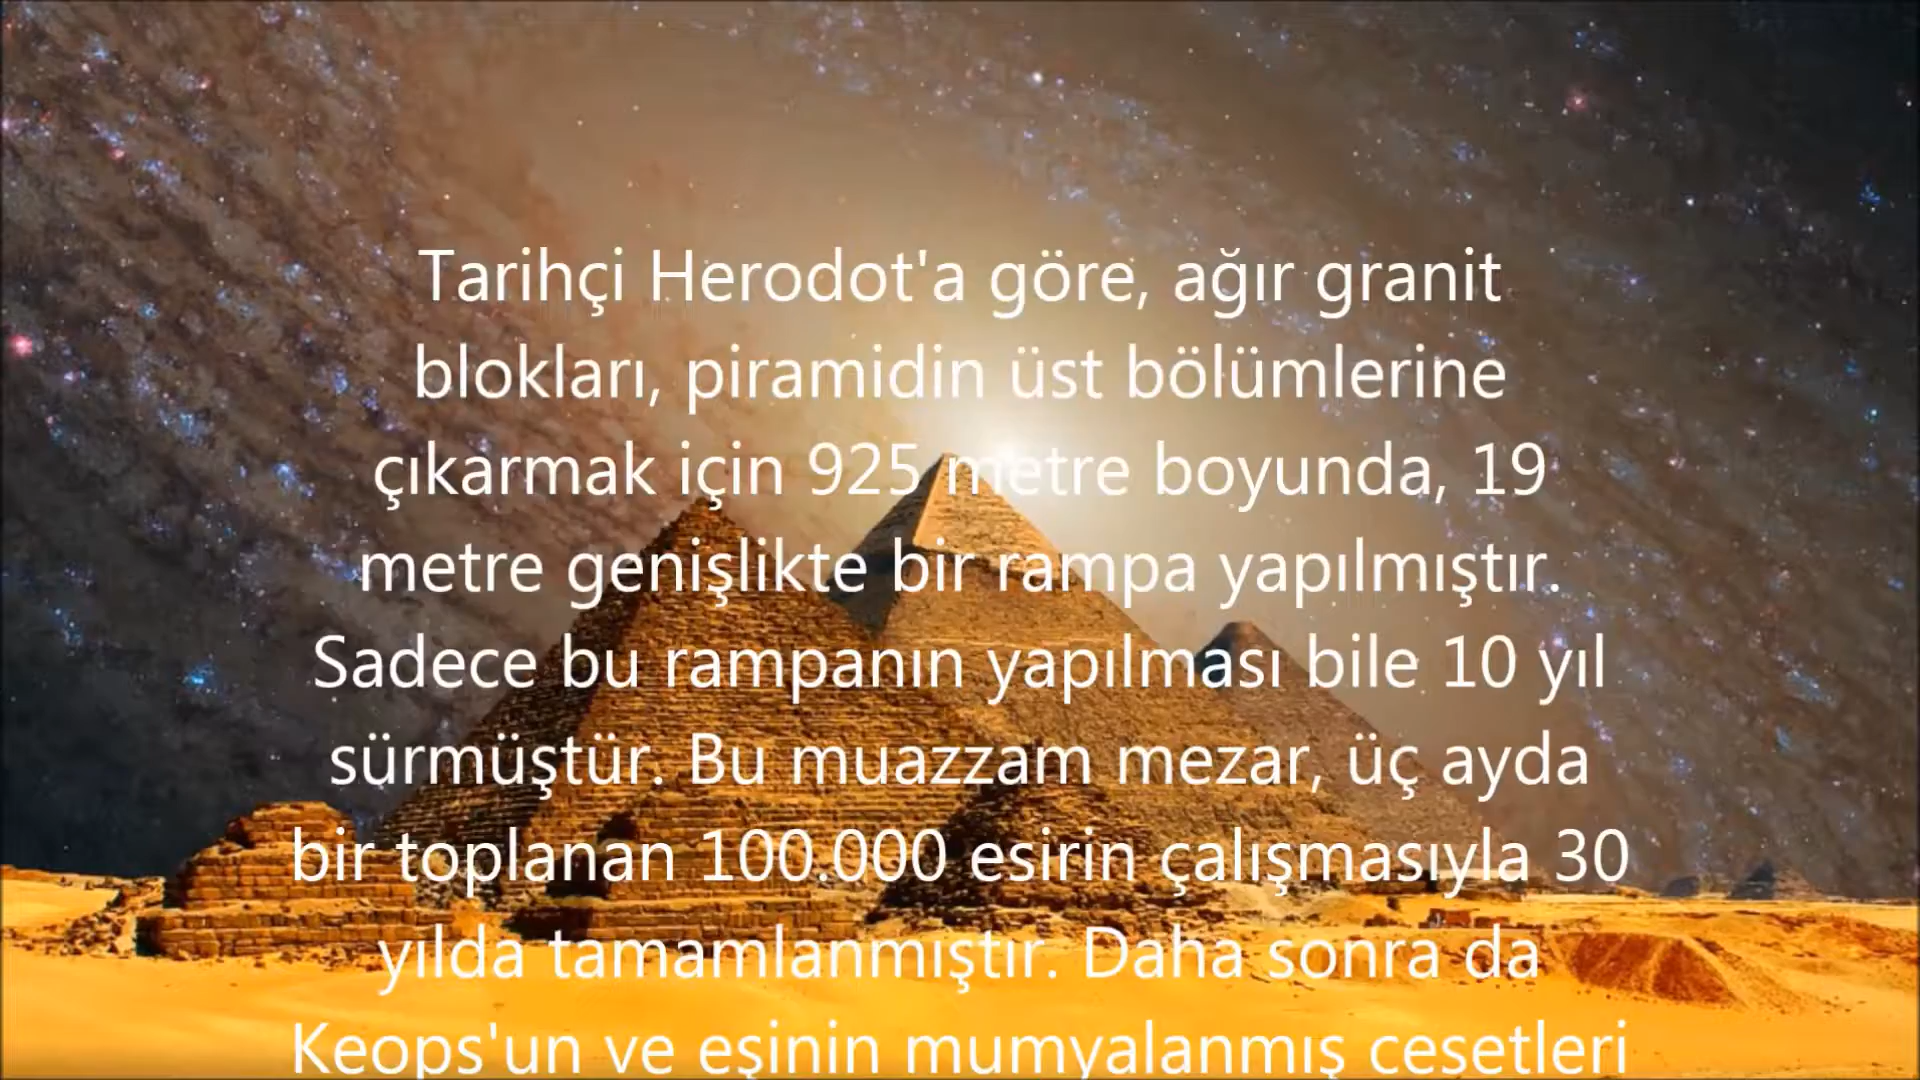 Tarihçi Herodot'a göre, ağır granit
blokları, piramidin üst bölümlerine
çıkarmak için 925 metre boyunda, 19
metre genişlikte bir rampa yapılmıştır.
Sadece bu rampanın yapılması bile 10 yıl
sürmüştür. Bu muazzam mezar, üç ayda
bir toplanan 100.000 esirin çalışmasıyla 30
yılda tamamlanmıştır. Daha sonra da
Keops'un ve eşinin mumyalanmış cesetleri